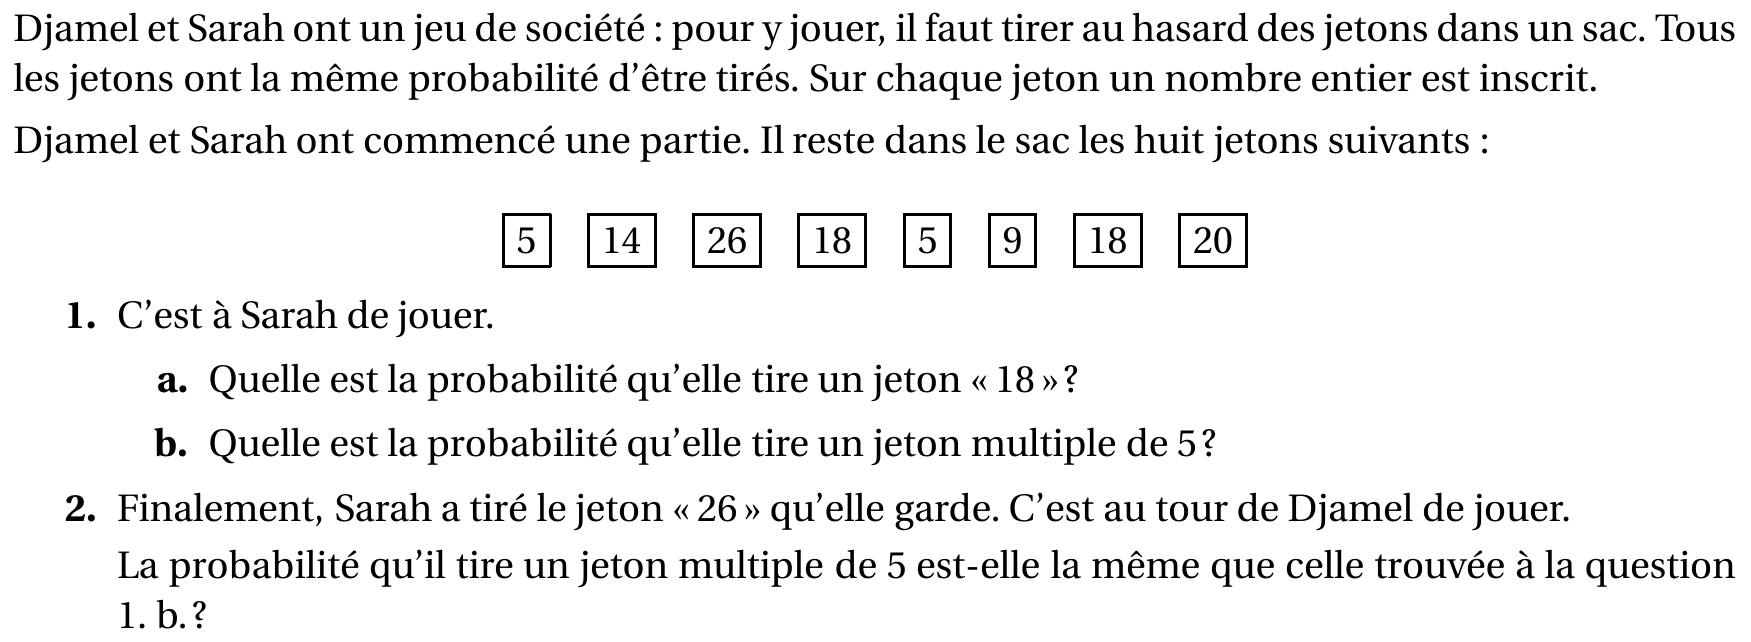 Djamel et Sarah ont un jeu de société : pour y jouer, il faut tirer au hasard des jetons dans un sac. Tous
les jetons ont la même probabilité d'être tirés. Sur chaque jeton un nombre entier est inscrit.
Djamel et Sarah ont commencé une partie. Il reste dans le sac les huit jetons suivants :
5 14 26 18 5 9 18 20
1. C'est à Sarah de jouer.
a. Quelle est la probabilité qu'elle tire un jeton « 18 » ?
b. Quelle est la probabilité qu'elle tire un jeton multiple de 5 ?
2. Finalement, Sarah a tiré le jeton « 26 » qu'elle garde. C'est au tour de Djamel de jouer.
La probabilité qu'il tire un jeton multiple de 5 est-elle la même que celle trouvée à la question
1. b. ?